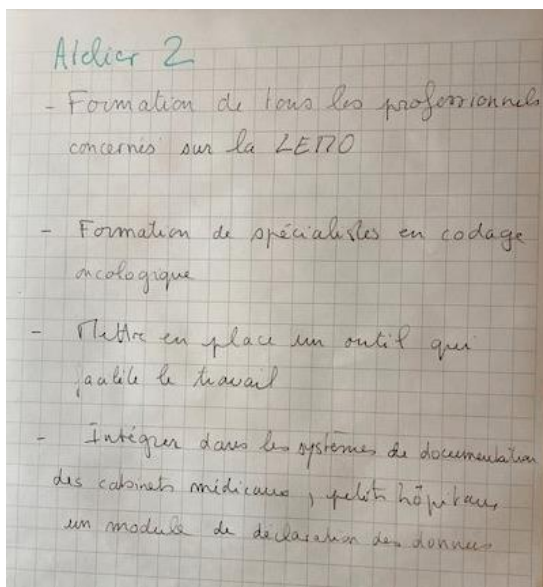 Atelier 2
- Formation de tous les professionnels
concernés sur la LEMO
- Formation de spécialistes en codage
oncologique
- Mettre en place un outil qui
facilite le travail
- Intégrer dans les systèmes de documentation
des cabinets médicaux, petits hôpitaux,
un module de déclaration des données